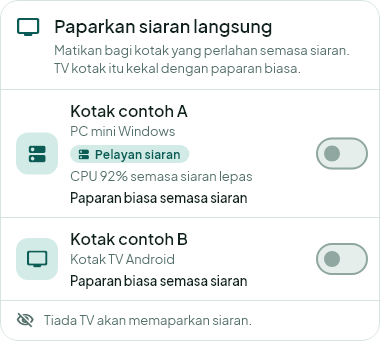 Paparkan siaran langsung
Matikan bagi kotak yang perlahan semasa siaran.
TV kotak itu kekal dengan paparan biasa.
Kotak contoh A
PC mini Windows
Pelayan siaran
CPU 92% semasa siaran lepas
Paparan biasa semasa siaran
Kotak contoh B
Kotak TV Android
Paparan biasa semasa siaran
Tiada TV akan memaparkan siaran.